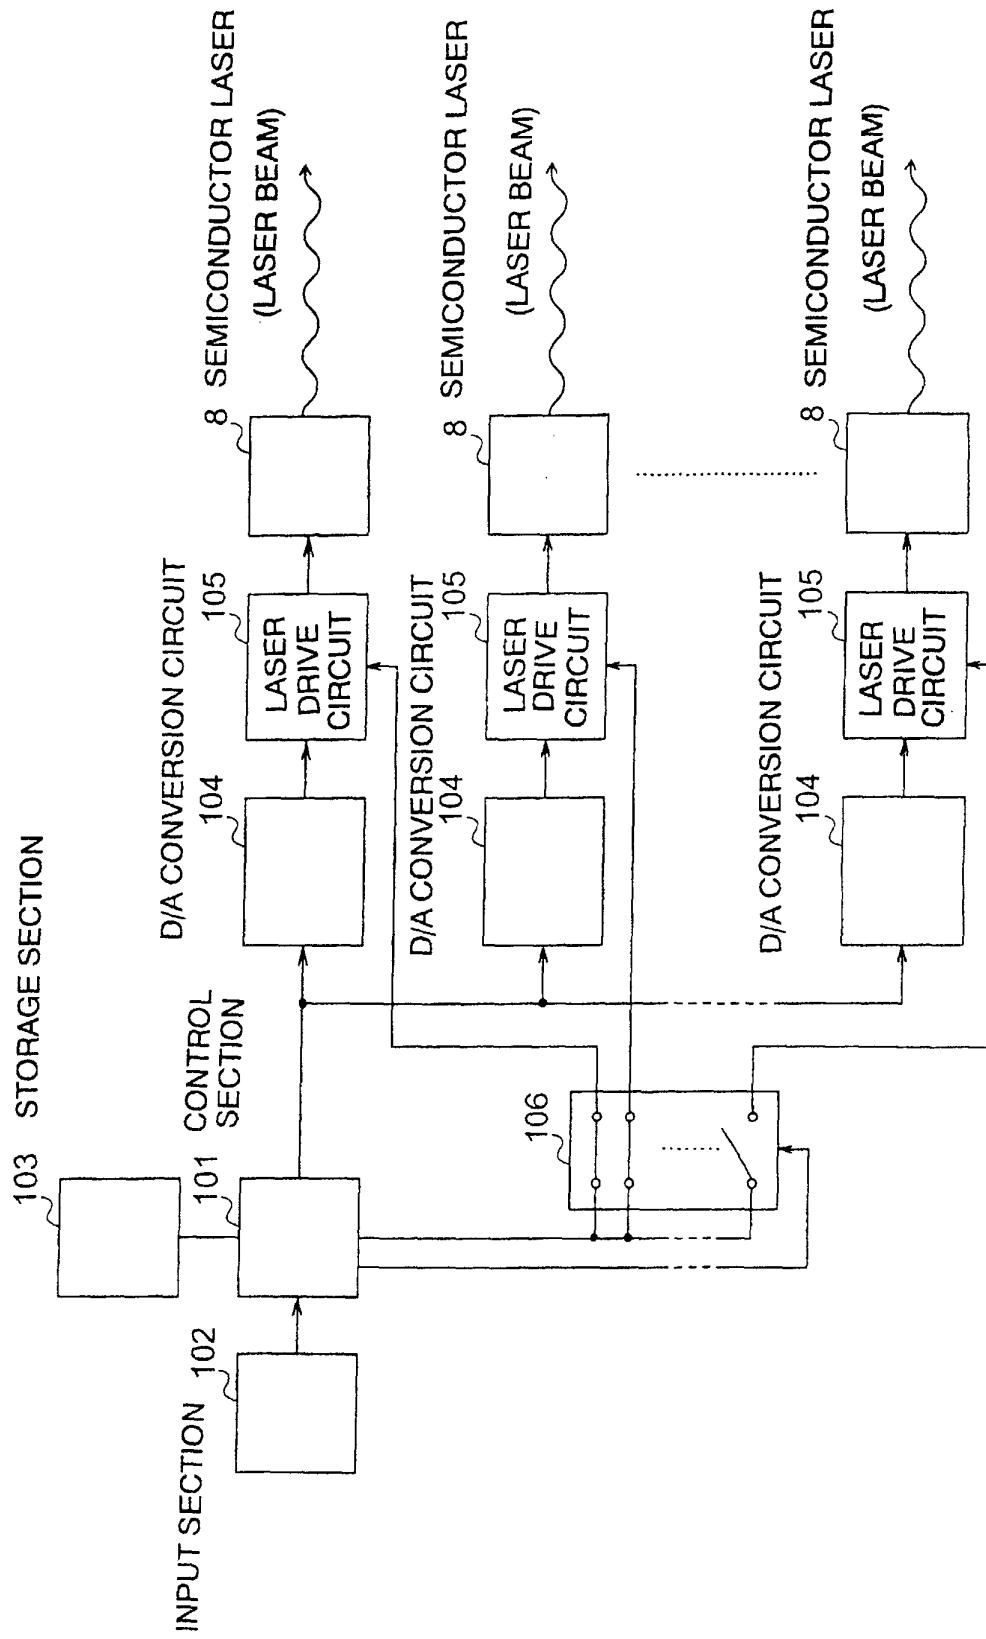 103 STORAGE SECTION
INPUT SECTION 102
101
CONTROL
SECTION
D/A CONVERSION CIRCUIT
104
105
LASER
DRIVE
CIRCUIT
8 SEMICONDUCTOR LASER
(LASER BEAM)
D/A CONVERSION CIRCUIT
104
105
LASER
DRIVE
CIRCUIT
8 SEMICONDUCTOR LASER
(LASER BEAM)
106
D/A CONVERSION CIRCUIT
104
105
LASER
DRIVE
CIRCUIT
8 SEMICONDUCTOR LASER
(LASER BEAM)